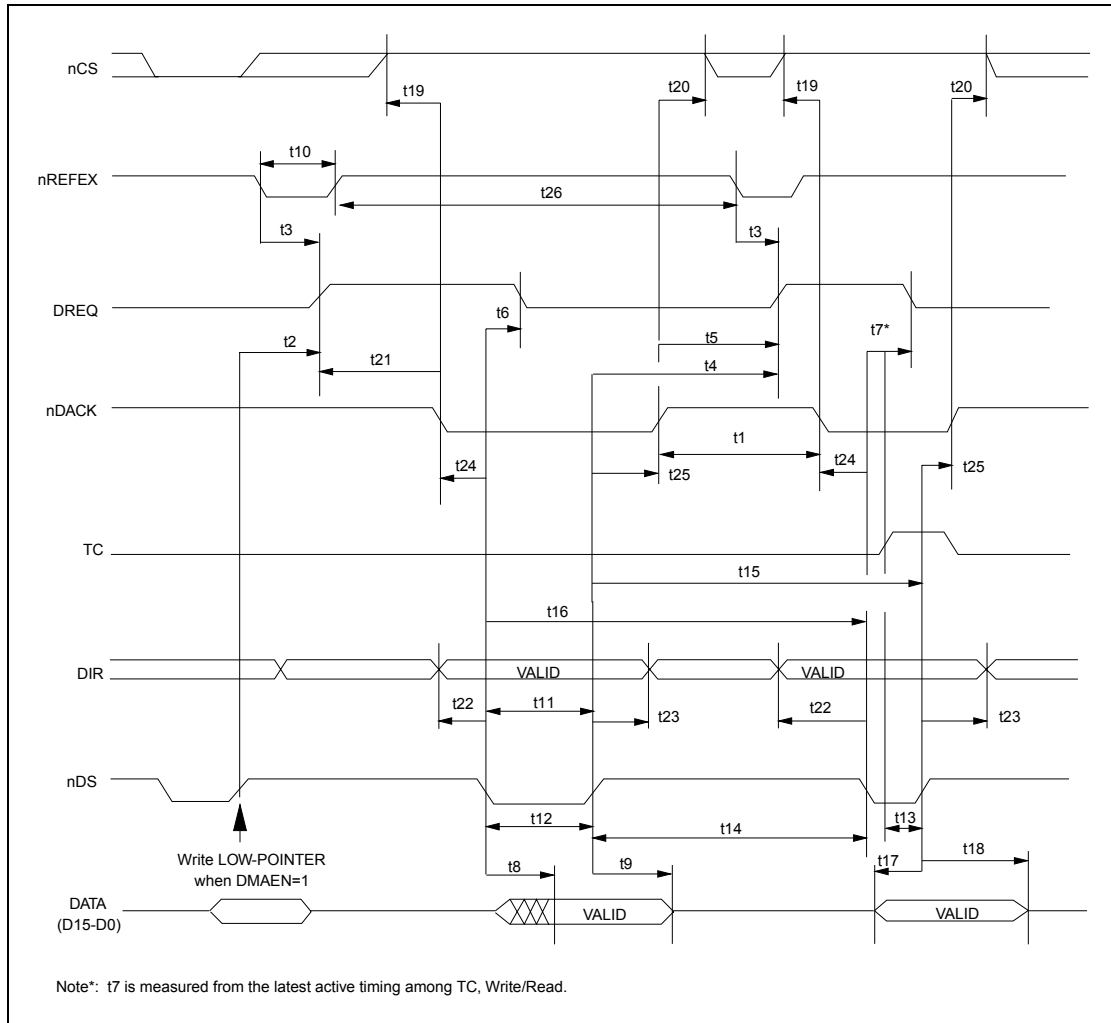 nCS
t19
t20
t19
t20
t10
nREFEX
t26
t3
t3
DREQ
t6
t7*
t2
t5
t21
t4
nDACK
t1
t24
t25
t24
t25
TC
t15
t16
DIR
VALID
VALID
t22
t11
t23
t22
t23
nDS
t12
t14
t13
Write LOW-POINTER
when DMAEN=1
t8
t9
t17
t18
DATA
(D15-D0)
VALID
VALID
Note*: t7 is measured from the latest active timing among TC, Write/Read.